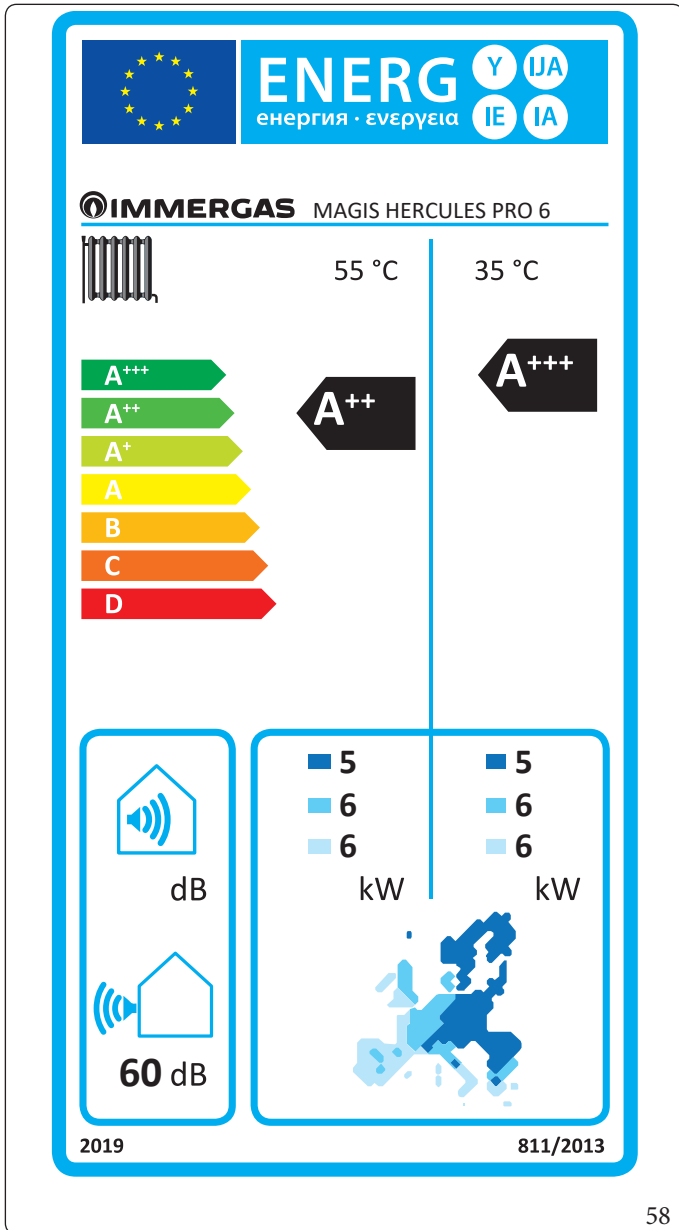 ENERG
енергия · ενεργεια
Y IJA
IE IA
IMMERGAS MAGIS HERCULES PRO 6
55 °C 35 °C
A+++
A++
A+
A
B
C
D
A++
A+++
dB
60 dB
5
6
6
kW
5
6
6
kW
2019 811/2013
58